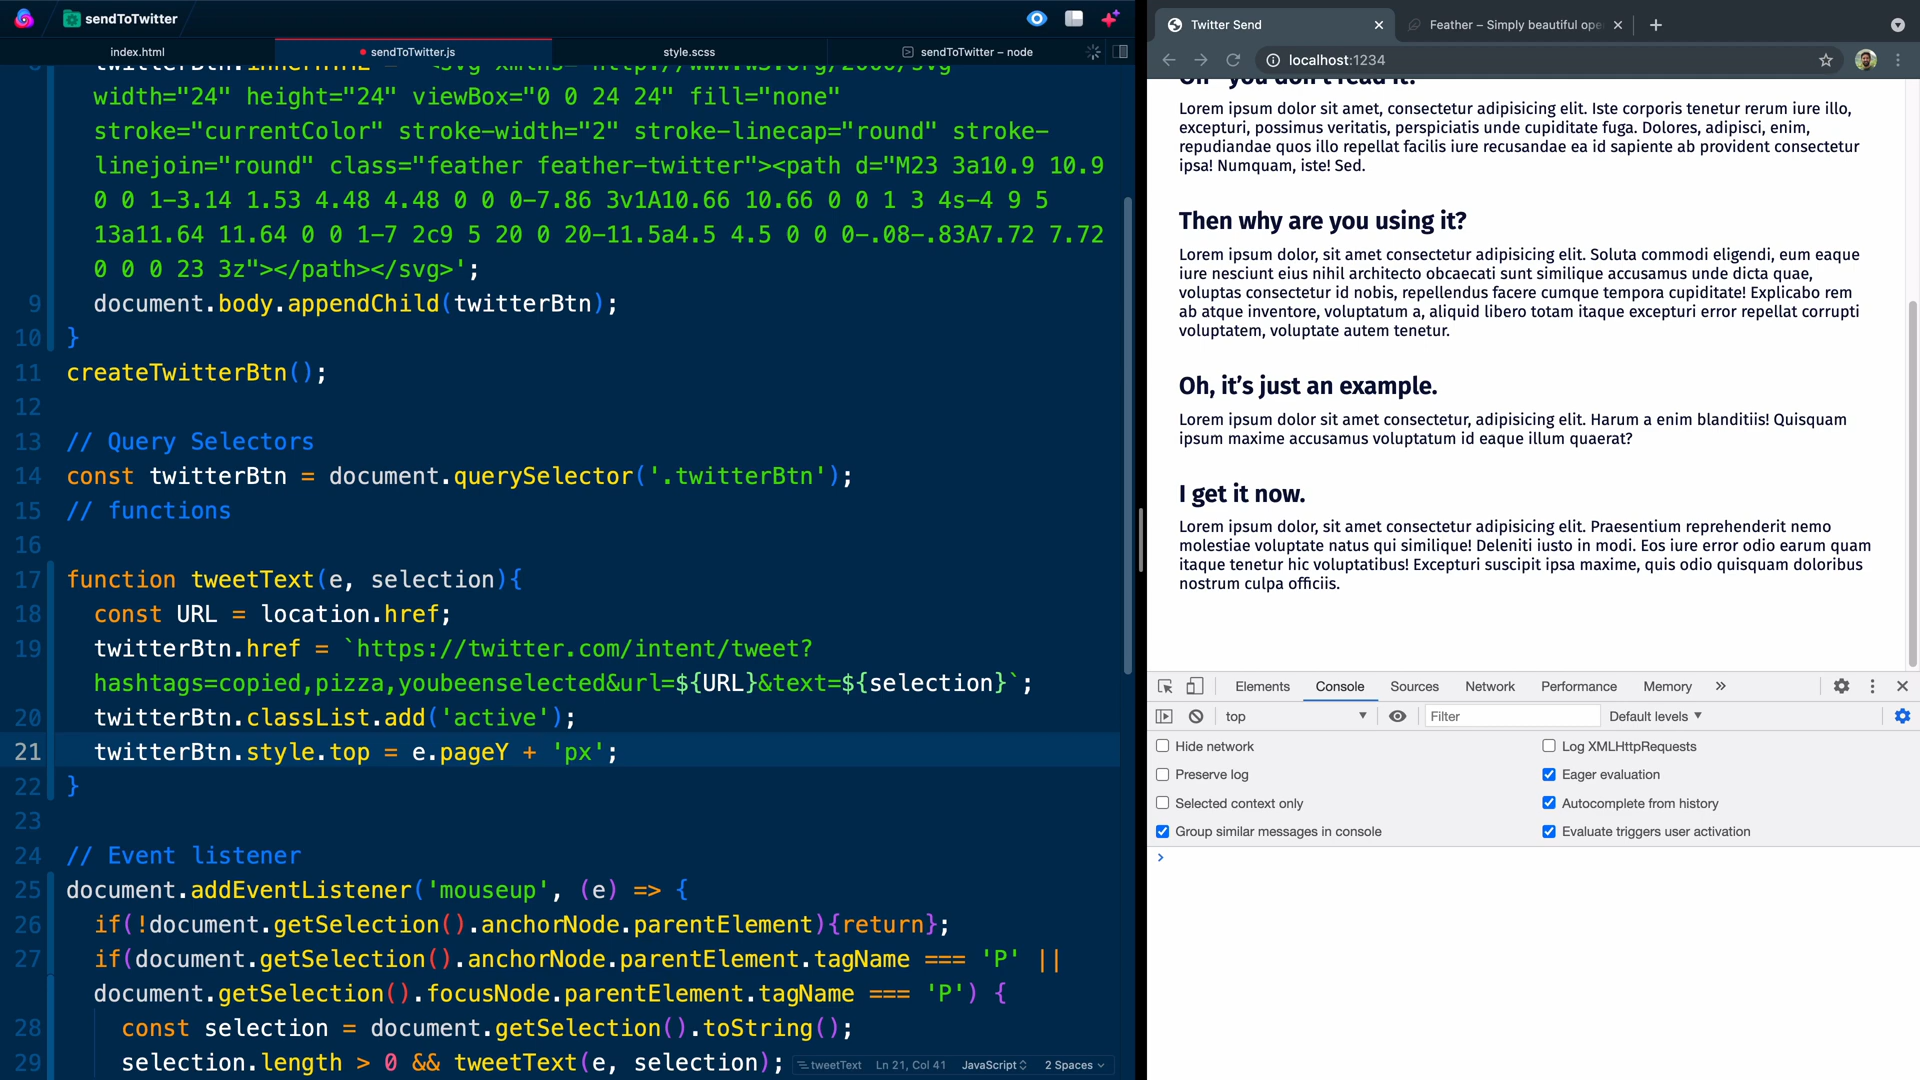 sendToTwitter
index.html
sendToTwitter.js
style.scss
sendToTwitter – node
width="24" height="24" viewBox="0 0 24 24" fill="none"
stroke="currentColor" stroke-width="2" stroke-linecap="round" stroke-
linejoin="round" class="feather feather-twitter"><path d="M23 3a10.9 10.9
0 0 1-3.14 1.53 4.48 4.48 0 0 0-7.86 3v1A10.66 10.66 0 0 1 3 4s-4 9 5
13a11.64 11.64 0 0 1-7 2c9 5 20 0 20-11.5a4.5 4.5 0 0 0-.08-.83A7.72 7.72
0 0 0 23 3z"></path></svg>';
9 document.body.appendChild(twitterBtn);
10 }
11 createTwitterBtn();
12
13 // Query Selectors
14 const twitterBtn = document.querySelector('.twitterBtn');
15 // functions
16
17 function tweetText(e, selection){
18 const URL = location.href;
19 twitterBtn.href = `https://twitter.com/intent/tweet?
hashtags=copied,pizza,youbeenselected&url=${URL}&text=${selection}`;
20 twitterBtn.classList.add('active');
21 twitterBtn.style.top = e.pageY + 'px';
22 }
23
24 // Event listener
25 document.addEventListener('mouseup', (e) => {
26 if(!document.getSelection().anchorNode.parentElement){return};
27 if(document.getSelection().anchorNode.parentElement.tagName === 'P' ||
document.getSelection().focusNode.parentElement.tagName === 'P') {
28 const selection = document.getSelection().toString();
29 selection.length > 0 && tweetText(e, selection);
tweetText Ln 21, Col 41 JavaScript 2 Spaces
Twitter Send
Feather – Simply beautiful ope
localhost:1234
Lorem ipsum dolor sit amet, consectetur adipisicing elit. Iste corporis tenetur rerum iure illo,
excepturi, possimus veritatis, perspiciatis unde cupiditate fuga. Dolores, adipisci, enim,
repudiandae quos illo repellat facilis iure recusandae ea id sapiente ab provident consectetur
ipsa! Numquam, iste! Sed.
Then why are you using it?
Lorem ipsum dolor, sit amet consectetur adipisicing elit. Soluta commodi eligendi, eum eaque
iure nesciunt eius nihil architecto obcaecati sunt similique accusamus unde dicta quae,
voluptas consectetur id nobis, repellendus facere cumque tempora cupiditate! Explicabo rem
ab atque inventore, voluptatum a, aliquid libero totam itaque excepturi error repellat corrupti
voluptatem, voluptate autem tenetur.
Oh, it’s just an example.
Lorem ipsum dolor sit amet consectetur, adipisicing elit. Harum a enim blanditiis! Quisquam
ipsum maxime accusamus voluptatum id eaque illum quaerat?
I get it now.
Lorem ipsum dolor, sit amet consectetur adipisicing elit. Praesentium reprehenderit nemo
molestiae voluptate natus qui similique! Deleniti iusto in modi. Eos iure error odio earum quam
itaque tenetur hic voluptatibus! Excepturi suscipit ipsa maxime, quis odio quisquam doloribus
nostrum culpa officiis.
Elements Console Sources Network Performance Memory »
top Filter Default levels
Hide network Log XMLHttpRequests
Preserve log Eager evaluation
Selected context only Autocomplete from history
Group similar messages in console Evaluate triggers user activation